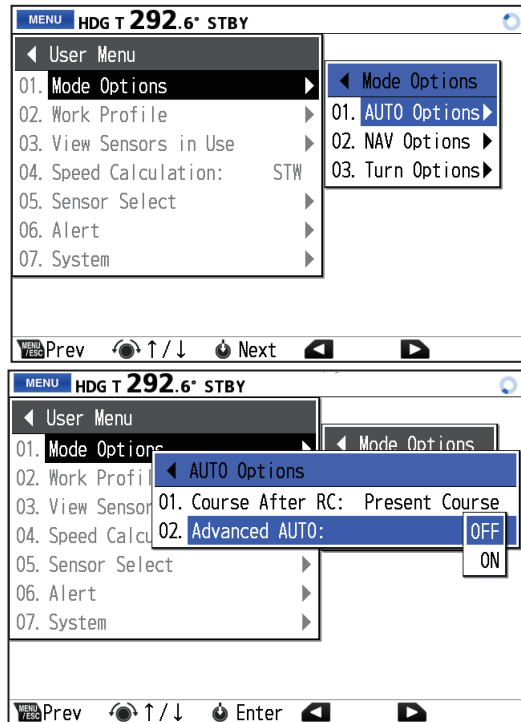 MENU HDG T 292.6° STBY
◀ User Menu
01. Mode Options ▶
02. Work Profile ▶
03. View Sensors in Use ▶
04. Speed Calculation: STW
05. Sensor Select ▶
06. Alert ▶
07. System ▶
◀ Mode Options
01. AUTO Options▶
02. NAV Options ▶
03. Turn Options▶
MENU/ESC Prev ↑/↓ Next ◀ ▶
MENU HDG T 292.6° STBY
◀ User Menu
01. Mode Options
02. Work Profil
03. View Sensor
04. Speed Calcu
05. Sensor Select ▶
06. Alert ▶
07. System ▶
◀ Mode Options
◀ AUTO Options
01. Course After RC: Present Course
02. Advanced AUTO:
OFF
ON
MENU/ESC Prev ↑/↓ Enter ◀ ▶